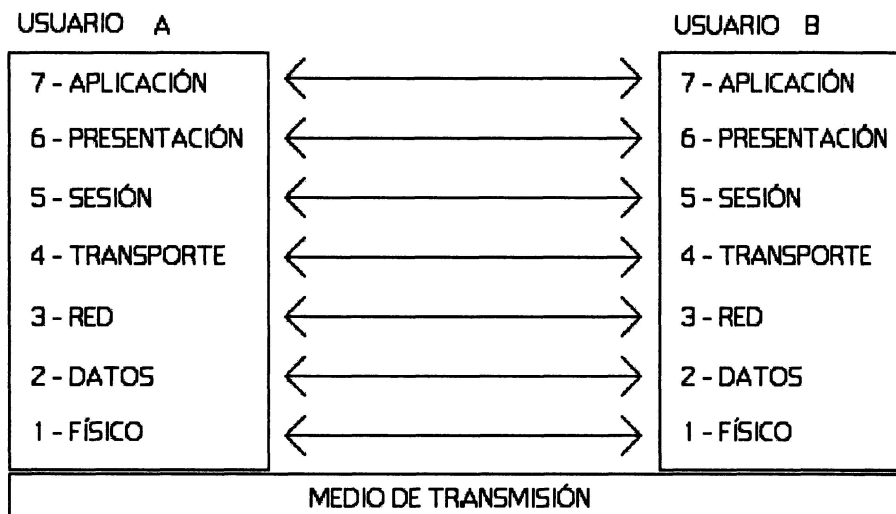 USUARIO A
USUARIO B
7 - APLICACIÓN
6 - PRESENTACIÓN
5 - SESIÓN
4 - TRANSPORTE
3 - RED
2 - DATOS
1 - FÍSICO
7 - APLICACIÓN
6 - PRESENTACIÓN
5 - SESIÓN
4 - TRANSPORTE
3 - RED
2 - DATOS
1 - FÍSICO
MEDIO DE TRANSMISIÓN